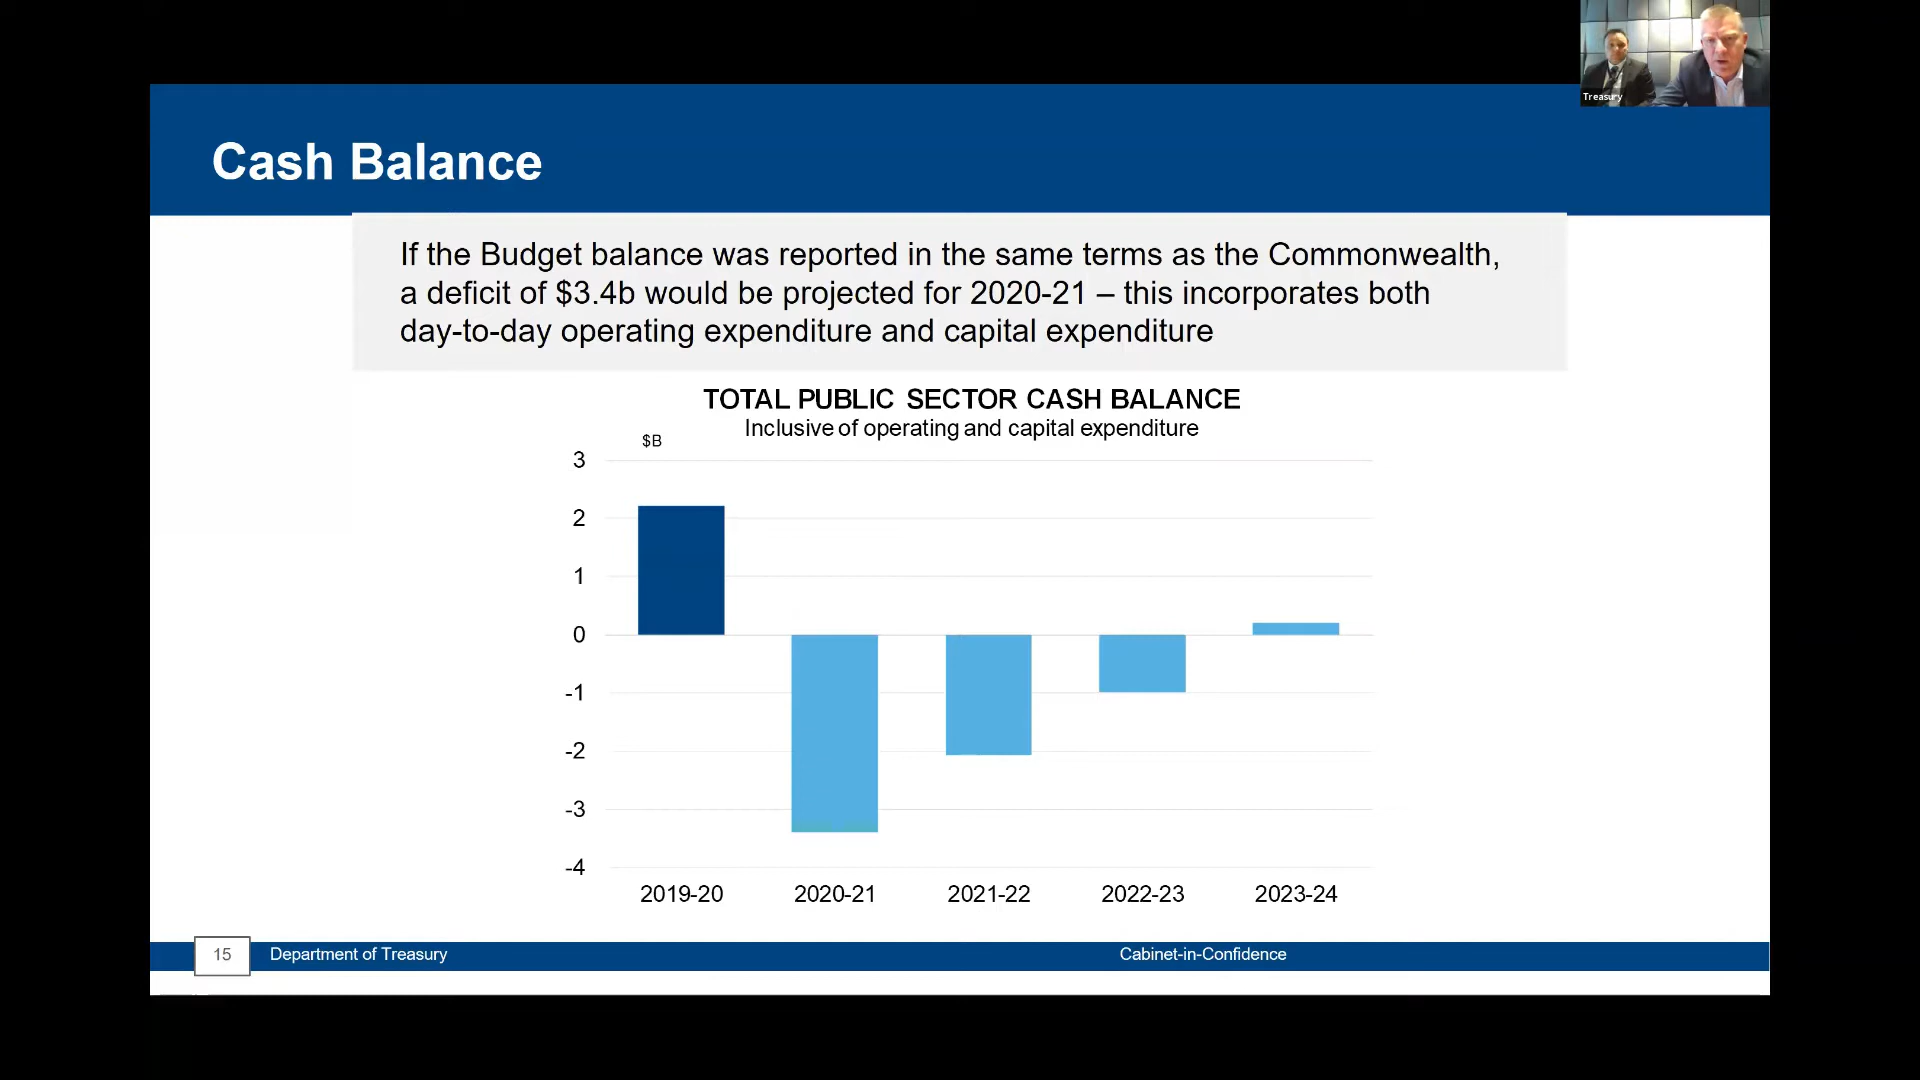 Treasury
Cash Balance
If the Budget balance was reported in the same terms as the Commonwealth,
a deficit of $3.4b would be projected for 2020-21 – this incorporates both
day-to-day operating expenditure and capital expenditure
TOTAL PUBLIC SECTOR CASH BALANCE
Inclusive of operating and capital expenditure
$B
3
2
1
0
-1
-2
-3
-4
2019-20 2020-21 2021-22 2022-23 2023-24
15 Department of Treasury Cabinet-in-Confidence